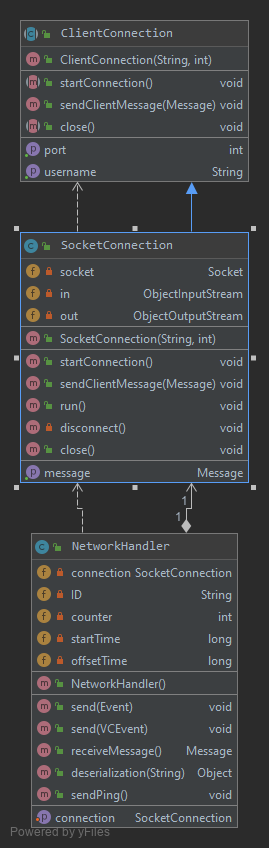 ClientConnection
ClientConnection(String, int)
startConnection() void
sendClientMessage(Message) void
close() void
port int
username String
SocketConnection
socket Socket
in ObjectInputStream
out ObjectOutputStream
SocketConnection(String, int)
startConnection() void
sendClientMessage(Message) void
run() void
disconnect() void
close() void
message Message
1
1
NetworkHandler
connection SocketConnection
ID String
counter int
startTime long
offsetTime long
NetworkHandler()
send(Event) void
send(VCEvent) void
receiveMessage() Message
deserialization(String) Object
sendPing() void
connection SocketConnection
Powered by yFiles